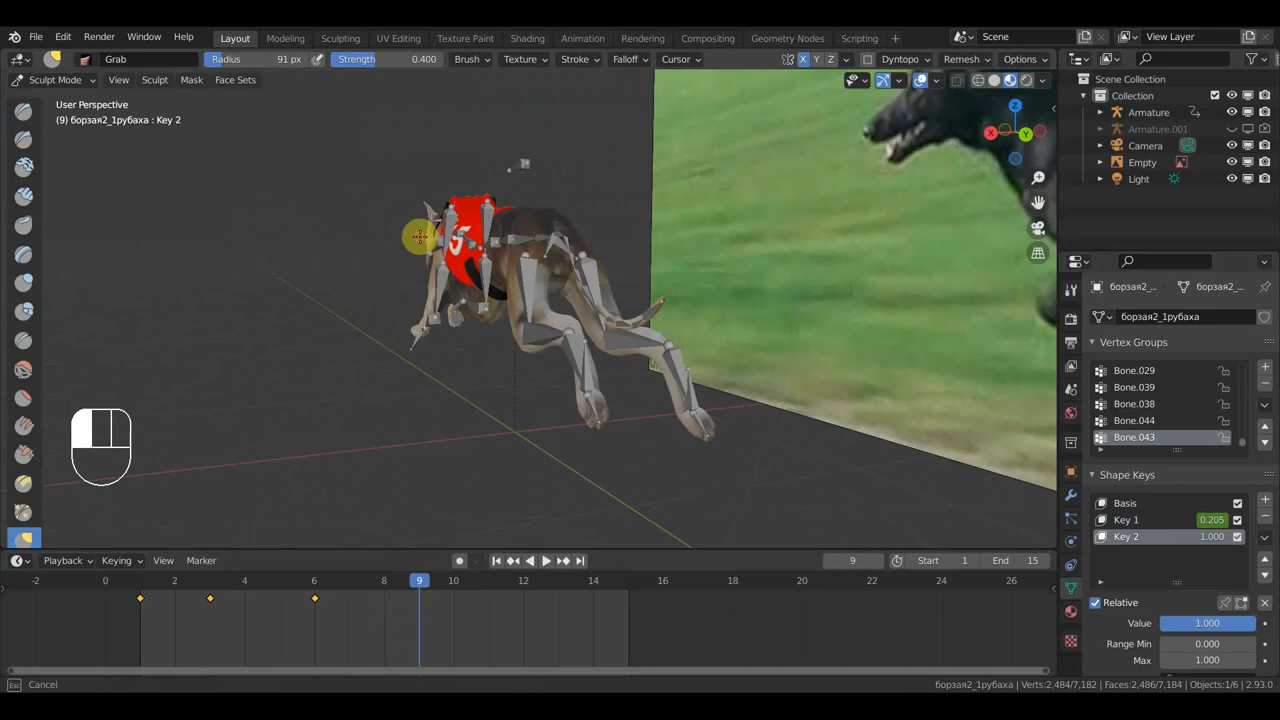 File Edit Render Window Help Layout Modeling Sculpting UV Editing Texture Paint Shading Animation Rendering Compositing Geometry Nodes Scripting + Scene View Layer
Grab Radius 91 px Strength 0.400 Brush Texture Stroke Falloff Cursor X Y Z Dyntopo Remesh Options
Sculpt Mode View Sculpt Mask Face Sets
Scene Collection
Collection
Armature
Armature.001
Camera
Empty
Light
User Perspective
(9) борзая2_1рубаха : Key 2
Z
X Y
5
борзая2_... борзая2_...
борзая2_1рубаха
Vertex Groups
Bone.029
Bone.039
Bone.038
Bone.044
Bone.043
Shape Keys
Basis
Key 1 0.205
Key 2 1.000
Relative
Value 1.000
Range Min 0.000
Max 1.000
Playback Keying View Marker 9 Start 1 End 15
-2 0 2 4 6 8 9 10 12 14 16 18 20 22 24 26
Esc Cancel борзая2_1рубаха | Verts:2,484/7,182 | Faces:2,486/7,184 | Objects:1/6 | 2.93.0